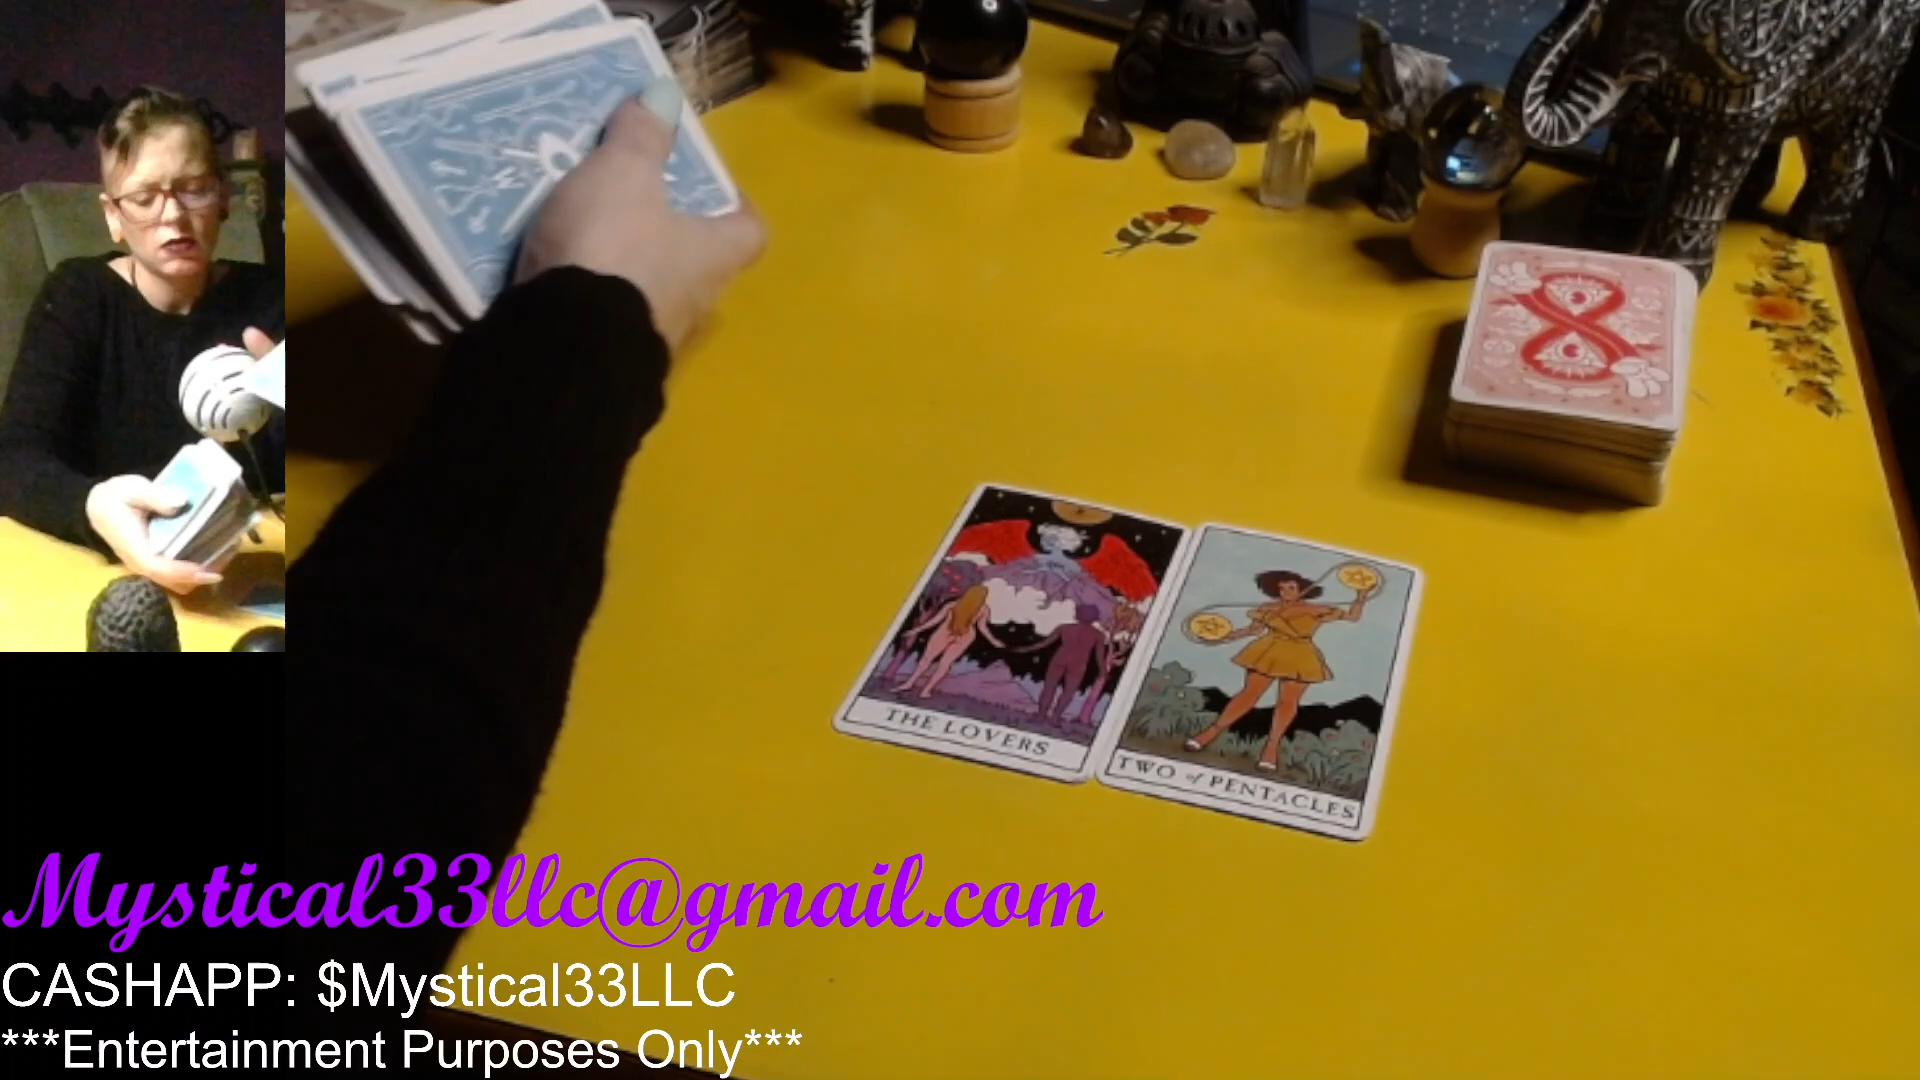 THE LOVERS
TWO of PENTACLES
Mystical33llc@gmail.com
CASHAPP: $Mystical33LLC
***Entertainment Purposes Only***